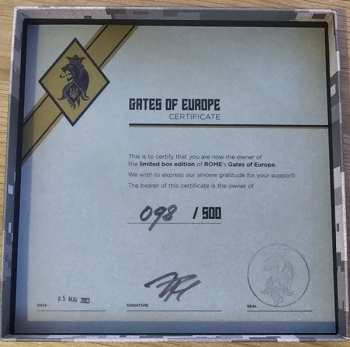 GATES OF EUROPE
CERTIFICATE
This is to certify that you are now the owner of
the limited box edition of ROME's Gates of Europe.
We wish to express our sincere gratitude for your support!
The bearer of this certificate is the owner of
098 / 500
DATE: AUG 2023 SIGNATURE: SEAL: